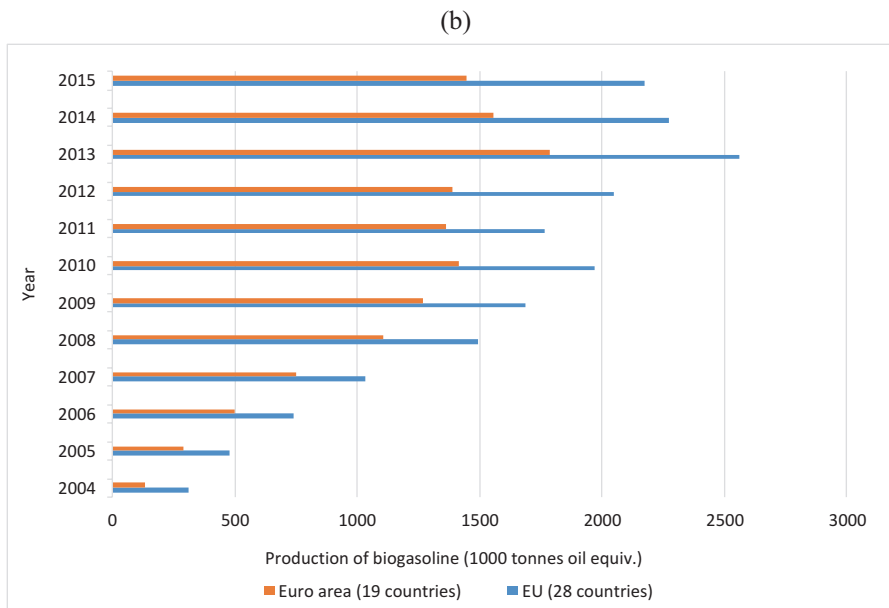 (b)
2015
2014
2013
2012
2011
2010
2009
2008
2007
2006
2005
2004
Year
0 500 1000 1500 2000 2500 3000
Production of biogasoline (1000 tonnes oil equiv.)
Euro area (19 countries) EU (28 countries)